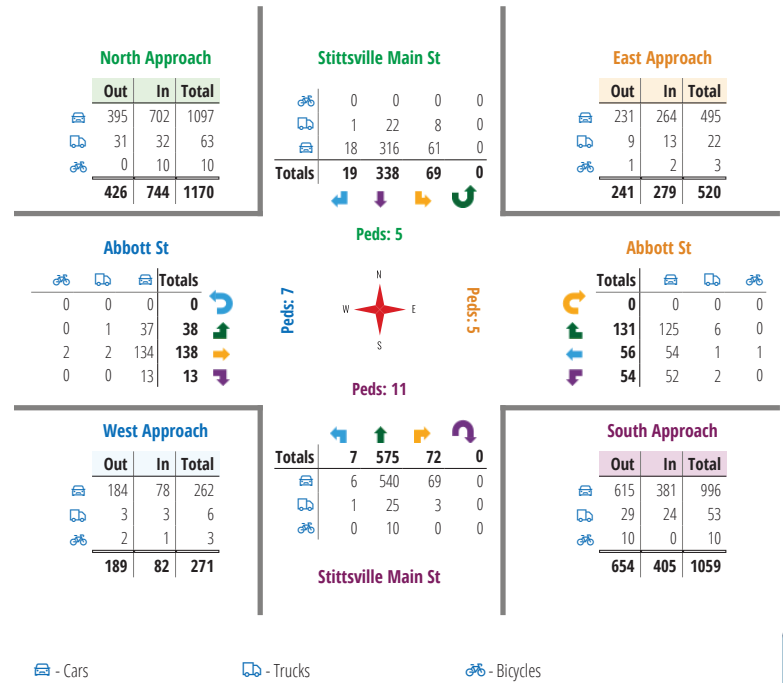 North Approach
Out In Total
395 702 1097
31 32 63
0 10 10
426 744 1170
Stittsville Main St
0 0 0 0
1 22 8 0
18 316 61 0
Totals 19 338 69 0
East Approach
Out In Total
231 264 495
9 13 22
1 2 3
241 279 520
Abbott St
Totals
0 0 0 0
0 1 37 38
2 2 134 138
0 0 13 13
Peds: 5
Peds: 7
N
W E
S
Peds: 5
Peds: 11
Abbott St
Totals
0 0 0 0
131 125 6 0
56 54 1 1
54 52 2 0
West Approach
Out In Total
184 78 262
3 3 6
2 1 3
189 82 271
Totals 7 575 72 0
6 540 69 0
1 25 3 0
0 10 0 0
Stittsville Main St
South Approach
Out In Total
615 381 996
29 24 53
10 0 10
654 405 1059
- Cars - Trucks - Bicycles